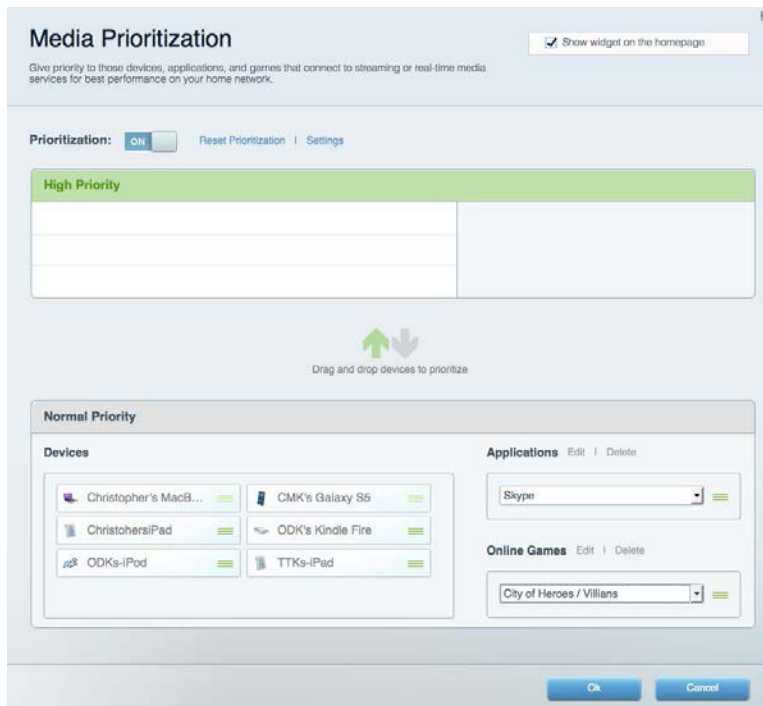 Media Prioritization
Show widget on the homepage
Give priority to those devices, applications, and games that connect to streaming or real-time media
services for best performance on your home network.
Prioritization: ON Reset Prioritization | Settings
High Priority
Drag and drop devices to prioritize
Normal Priority
Devices
Christopher's MacB...
CMK's Galaxy S5
ChristohersiPad
ODK's Kindle Fire
ODKs-iPod
TTKs-iPad
Applications Edit | Delete
Skype
Online Games Edit | Delete
City of Heroes / Villians
Ok
Cancel